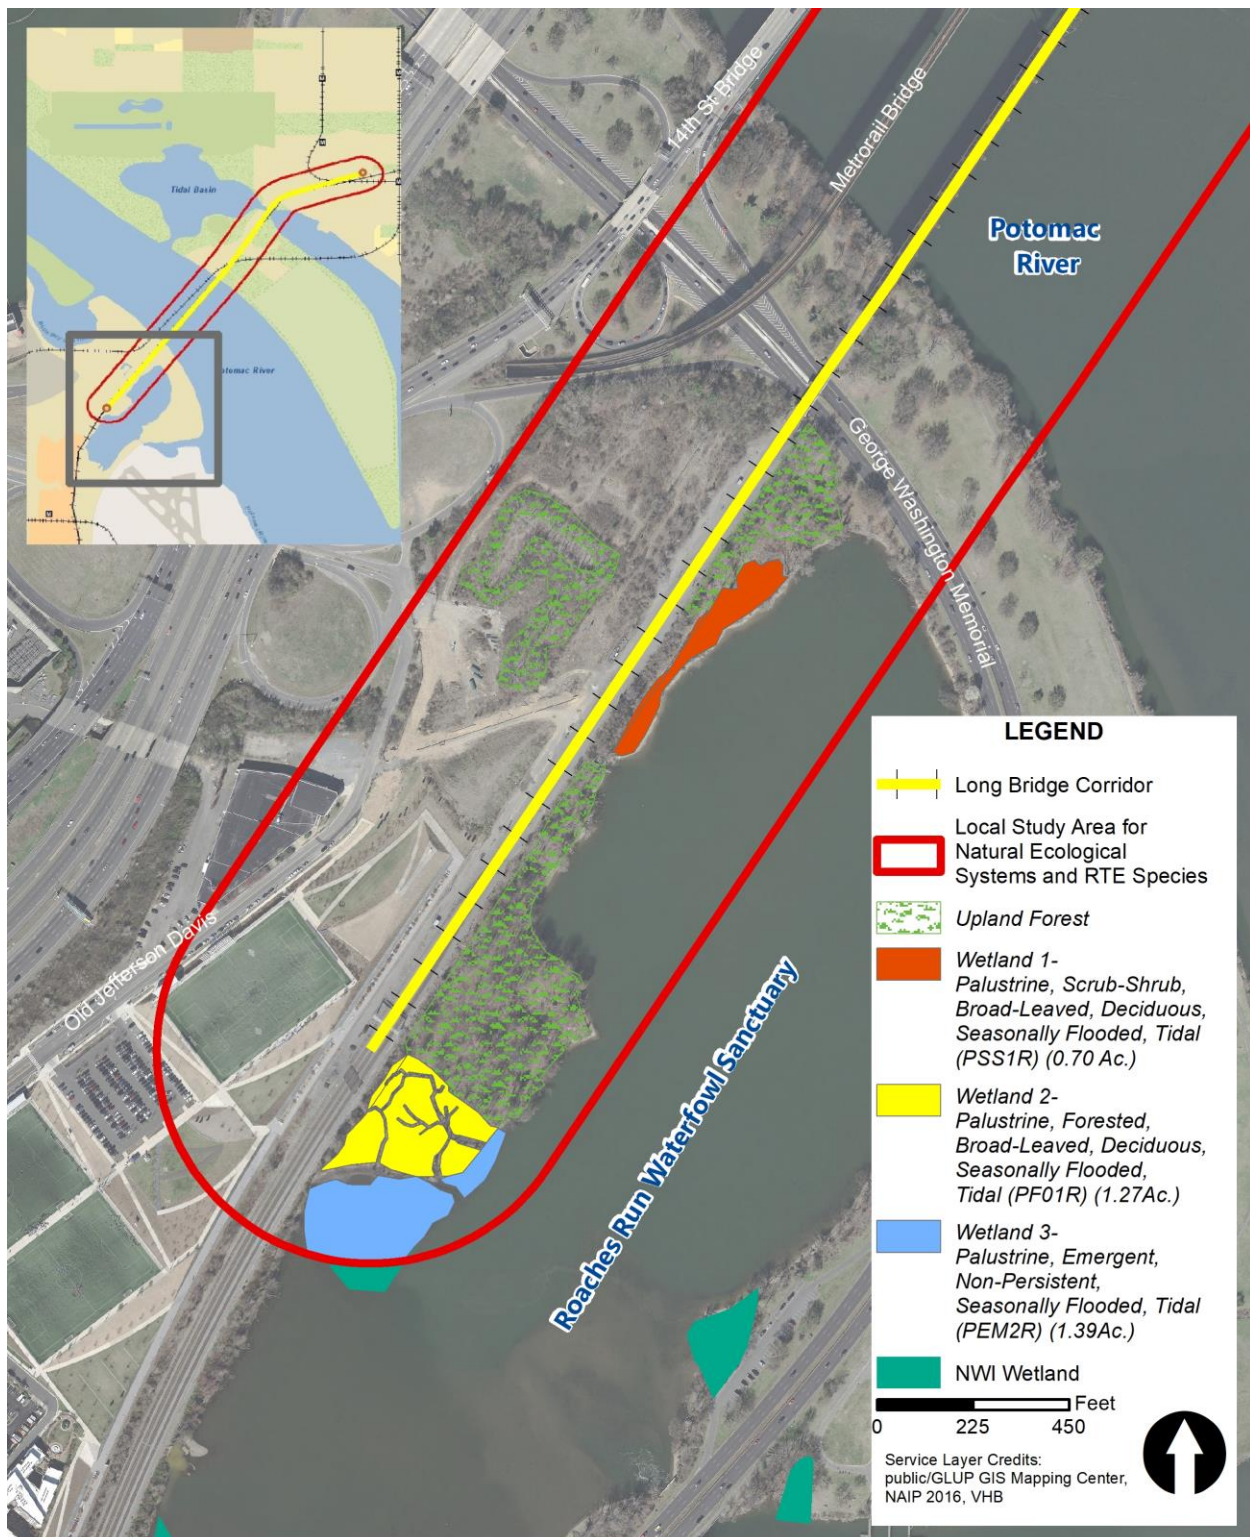 Tidal Basin
Potomac River
14th St Bridge
Metrorail Bridge
Potomac
River
George Washington Memorial
Old Jefferson Davis
Roaches Run Waterfowl Sanctuary
LEGEND
Long Bridge Corridor
Local Study Area for
Natural Ecological
Systems and RTE Species
Upland Forest
Wetland 1-
Palustrine, Scrub-Shrub,
Broad-Leaved, Deciduous,
Seasonally Flooded, Tidal
(PSS1R) (0.70 Ac.)
Wetland 2-
Palustrine, Forested,
Broad-Leaved, Deciduous,
Seasonally Flooded,
Tidal (PF01R) (1.27Ac.)
Wetland 3-
Palustrine, Emergent,
Non-Persistent,
Seasonally Flooded, Tidal
(PEM2R) (1.39Ac.)
NWI Wetland
Feet
0 225 450
Service Layer Credits:
public/GLUP GIS Mapping Center,
NAIP 2016, VHB